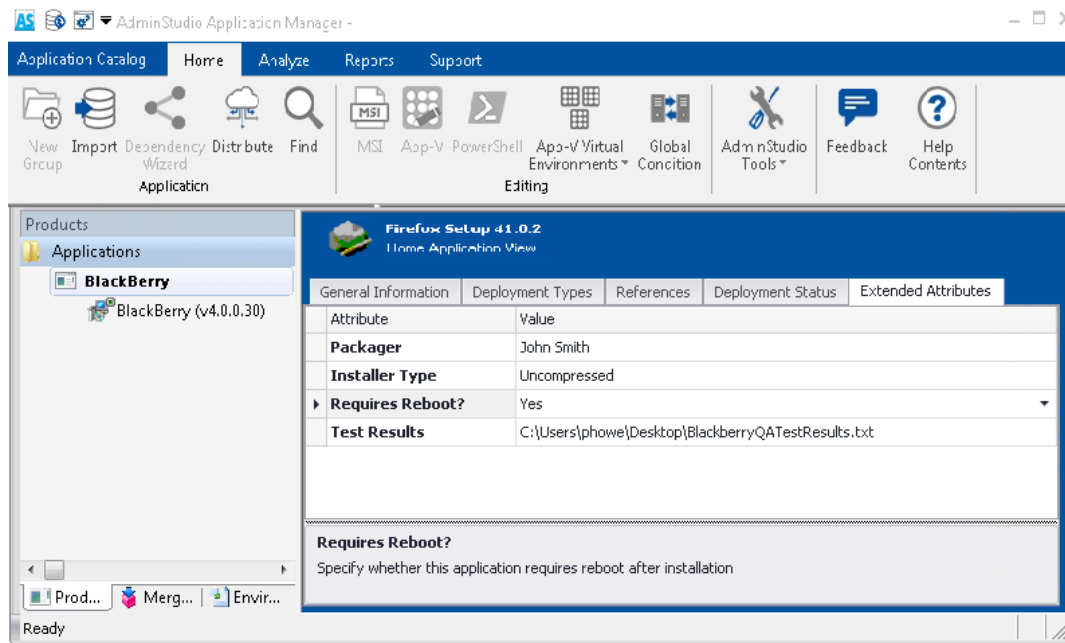 AS AdminStudio Application Manager -
Application Catalog Home Analyze Reports Support
New Group
Import
Dependency Wizard
Distribute
Find
MSI
MSI
App-V
PowerShell
App-V Virtual Environments
Global Condition
AdminStudio Tools
Feedback
Help Contents
Application
Editing
Products
Applications
BlackBerry
BlackBerry (v4.0.0.30)
Firefox Setup 41.0.2
Home Application View
General Information Deployment Types References Deployment Status Extended Attributes
Attribute Value
Packager John Smith
Installer Type Uncompressed
Requires Reboot? Yes
Test Results C:\Users\phowe\Desktop\BlackberryQATestResults.txt
Requires Reboot?
Specify whether this application requires reboot after installation
Prod... Merg... Envir...
Ready